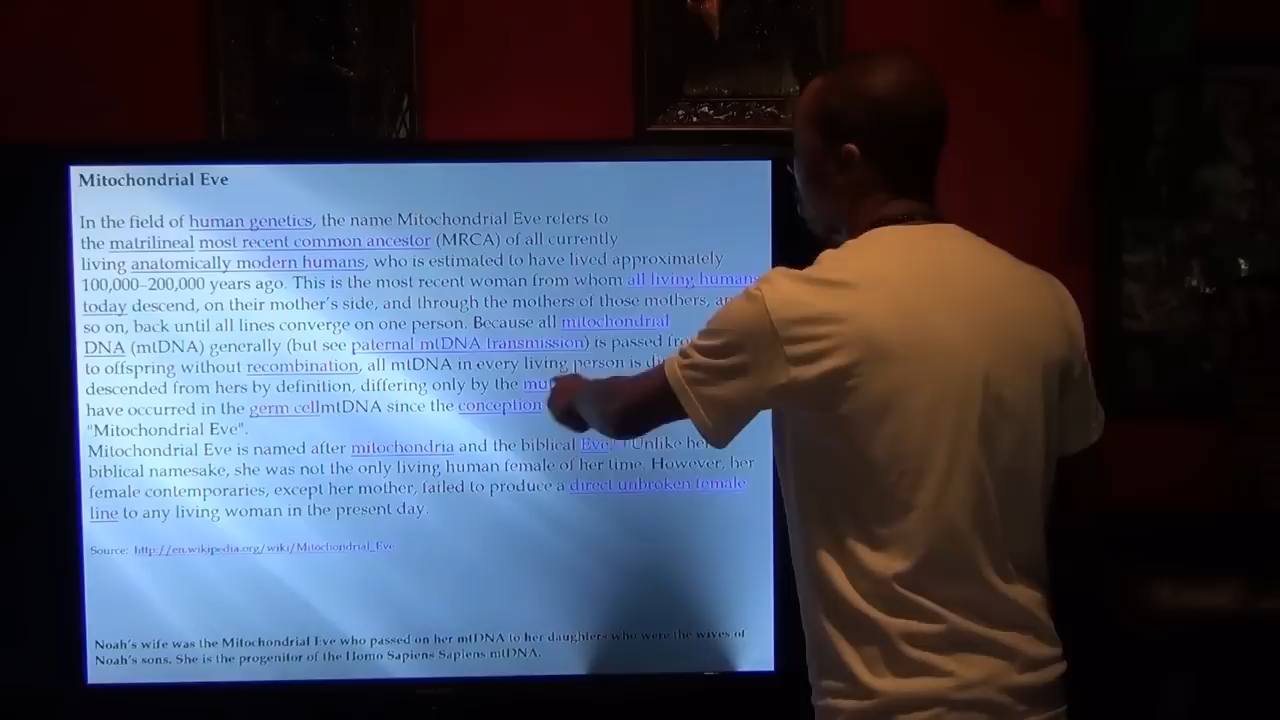 Mitochondrial Eve
In the field of human genetics, the name Mitochondrial Eve refers to
the matrilineal most recent common ancestor (MRCA) of all currently
living anatomically modern humans, who is estimated to have lived approximately
100,000–200,000 years ago. This is the most recent woman from whom all living humans
today descend, on their mother's side, and through the mothers of those mothers,
so on, back until all lines converge on one person. Because all mitochondrial
DNA (mtDNA) generally (but see paternal mtDNA transmission) is passed
to offspring without recombination, all mtDNA in every living person is
descended from hers by definition, differing only by the
have occurred in the germ cellmtDNA since the conception
"Mitochondrial Eve".
Mitochondrial Eve is named after mitochondria and the biblical Eve. Unlike her
biblical namesake, she was not the only living human female of her time. However, her
female contemporaries, except her mother, failed to produce a direct unbroken female
line to any living woman in the present day.
Source: http://en.wikipedia.org/wiki/Mitochondrial_Eve
Noah's wife was the Mitochondrial Eve who passed on her mtDNA to her daughters who were the wives of
Noah's sons. She is the progenitor of the Homo Sapiens Sapiens mtDNA.